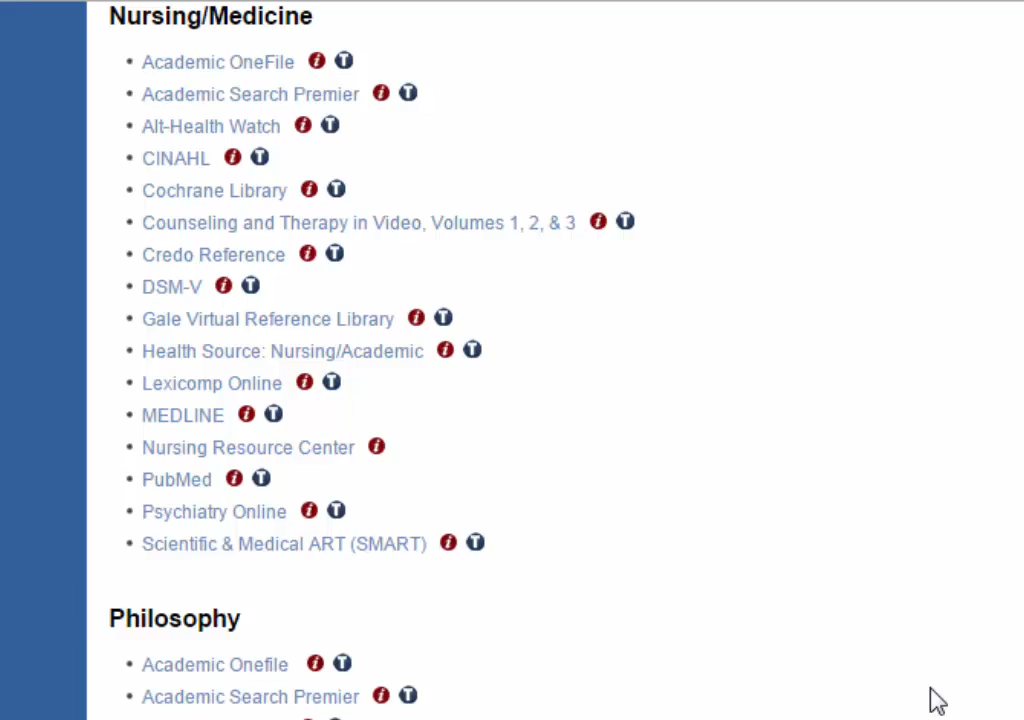 Nursing/Medicine
• Academic OneFile i T
• Academic Search Premier i T
• Alt-Health Watch i T
• CINAHL i T
• Cochrane Library i T
• Counseling and Therapy in Video, Volumes 1, 2, & 3 i T
• Credo Reference i T
• DSM-V i T
• Gale Virtual Reference Library i T
• Health Source: Nursing/Academic i T
• Lexicomp Online i T
• MEDLINE i T
• Nursing Resource Center i
• PubMed i T
• Psychiatry Online i T
• Scientific & Medical ART (SMART) i T
Philosophy
• Academic Onefile i T
• Academic Search Premier i T